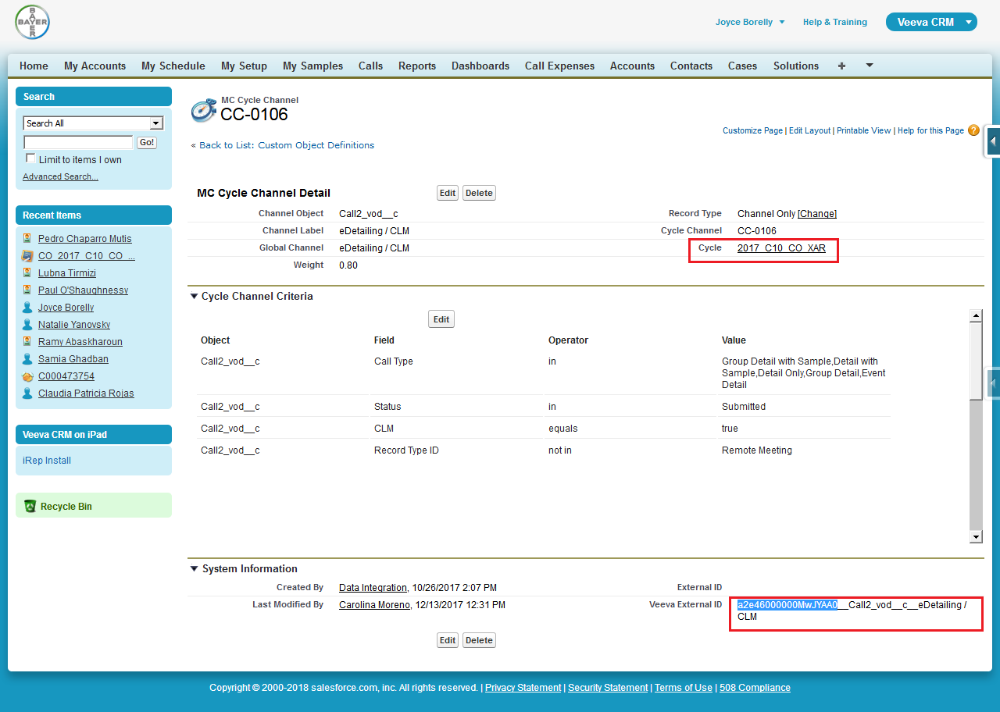 BAYER
BAYER
Joyce Borelly
Help & Training
Veeva CRM
Home My Accounts My Schedule My Setup My Samples Calls Reports Dashboards Call Expenses Accounts Contacts Cases Solutions +
Search
Search All
Go!
Limit to items I own
Advanced Search...
Recent Items
Pedro Chaparro Mutis
CO_2017_C10_CO_...
Lubna Tirmizi
Paul O'Shaughnessy
Joyce Borelly
Natalie Yanovsky
Ramy Abaskharoun
Samia Ghadban
C000473754
Claudia Patricia Rojas
Veeva CRM on iPad
iRep Install
Recycle Bin
MC Cycle Channel
CC-0106
Customize Page | Edit Layout | Printable View | Help for this Page ?
« Back to List: Custom Object Definitions
MC Cycle Channel Detail Edit Delete
Channel Object Call2_vod__c Record Type Channel Only [Change]
Channel Label eDetailing / CLM Cycle Channel CC-0106
Global Channel eDetailing / CLM Cycle 2017_C10_CO_XAR
Weight 0.80
Cycle Channel Criteria
Edit
Object Field Operator Value
Call2_vod__c Call Type in Group Detail with Sample,Detail with
Sample,Detail Only,Group Detail,Event
Detail
Call2_vod__c Status in Submitted
Call2_vod__c CLM equals true
Call2_vod__c Record Type ID not in Remote Meeting
System Information
Created By Data Integration, 10/26/2017 2:07 PM External ID
Last Modified By Carolina Moreno, 12/13/2017 12:31 PM Veeva External ID a2e46000000MwJYAA0__Call2_vod__c__eDetailing /
CLM
Edit Delete
Copyright © 2000-2018 salesforce.com, inc. All rights reserved. | Privacy Statement | Security Statement | Terms of Use | 508 Compliance